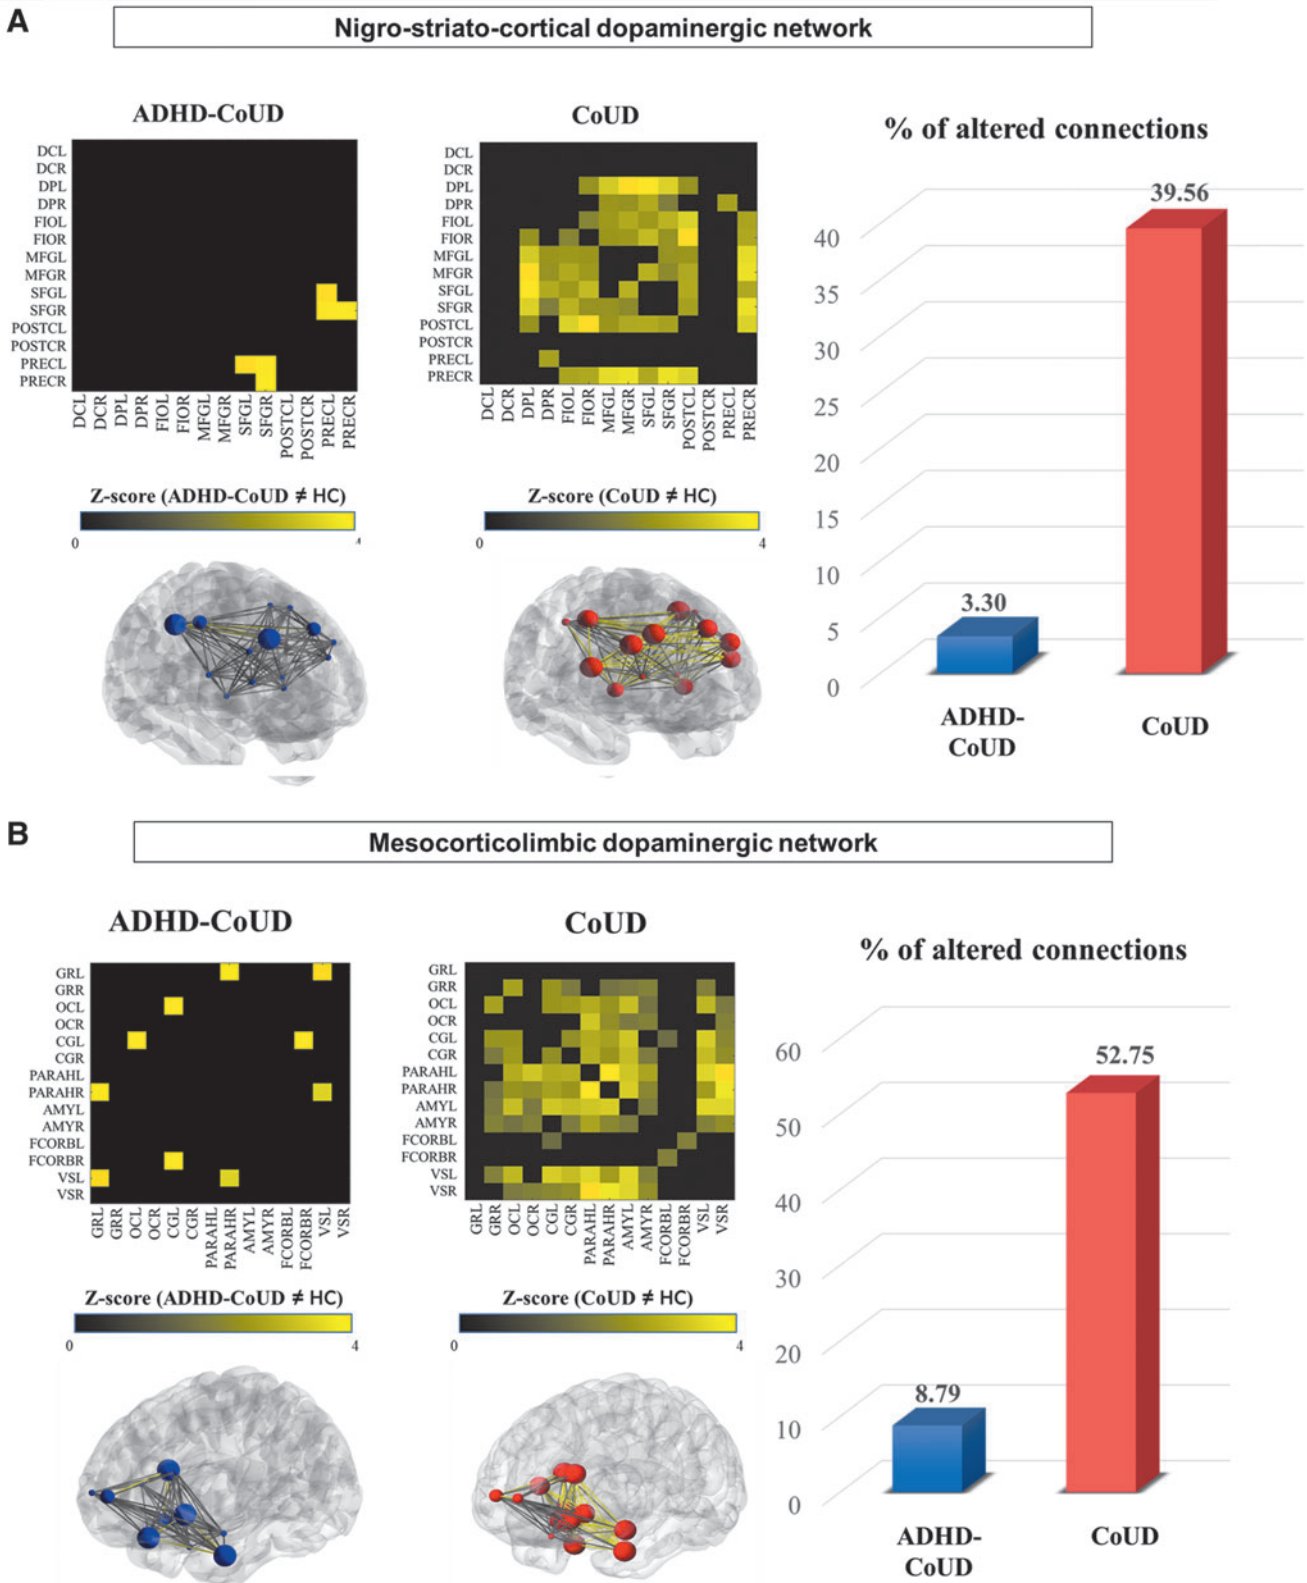 A
Nigro-striato-cortical dopaminergic network
ADHD-CoUD
CoUD
% of altered connections
DCL
DCR
DPL
DPR
FIOL
FIOR
MFGL
MFGR
SFGL
SFGR
POSTCL
POSTCR
PRECL
PRECR
DCL
DCR
DPL
DPR
FIOL
FIOR
MFGL
MFGR
SFGL
SFGR
POSTCL
POSTCR
PRECL
PRECR
DCL
DCR
DPL
DPR
FIOL
FIOR
MFGL
MFGR
SFGL
SFGR
POSTCL
POSTCR
PRECL
PRECR
DCL
DCR
DPL
DPR
FIOL
FIOR
MFGL
MFGR
SFGL
SFGR
POSTCL
POSTCR
PRECL
PRECR
Z-score (ADHD-CoUD ≠ HC)
0
4
Z-score (CoUD ≠ HC)
0
4
39.56
40
35
30
25
20
15
10
5
0
3.30
ADHD-
CoUD
CoUD
B
Mesocorticolimbic dopaminergic network
ADHD-CoUD
CoUD
% of altered connections
GRL
GRR
OCL
OCR
CGL
CGR
PARAHL
PARAHR
AMYL
AMYR
FCORBL
FCORBR
VSL
VSR
GRL
GRR
OCL
OCR
CGL
CGR
PARAHL
PARAHR
AMYL
AMYR
FCORBL
FCORBR
VSL
VSR
GRL
GRR
OCL
OCR
CGL
CGR
PARAHL
PARAHR
AMYL
AMYR
FCORBL
FCORBR
VSL
VSR
GRL
GRR
OCL
OCR
CGL
CGR
PARAHL
PARAHR
AMYL
AMYR
FCORBL
FCORBR
VSL
VSR
Z-score (ADHD-CoUD ≠ HC)
0
4
Z-score (CoUD ≠ HC)
0
4
60
50
40
30
20
10
0
52.75
8.79
ADHD-
CoUD
CoUD